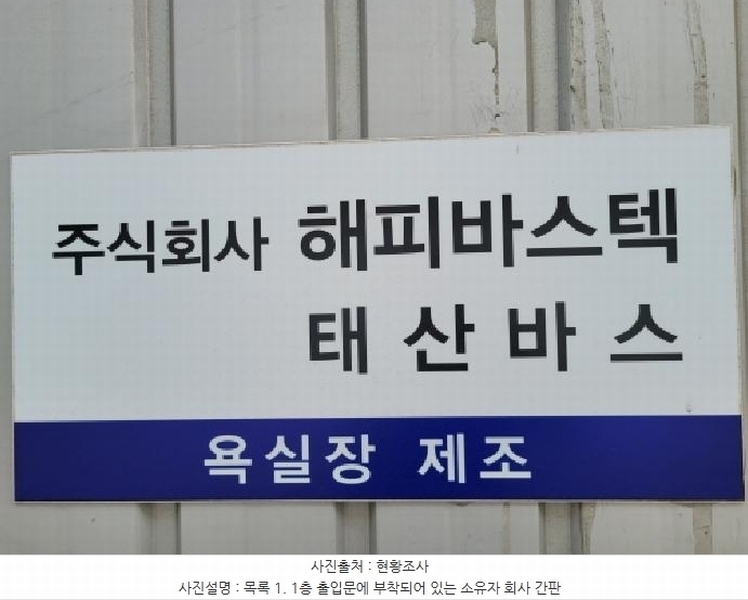 주식회사 해피바스텍
태산바스
욕실장 제조
사진출처 : 현황조사
사진설명 : 목록 1. 1층 출입문에 부착되어 있는 소유자 회사 간판